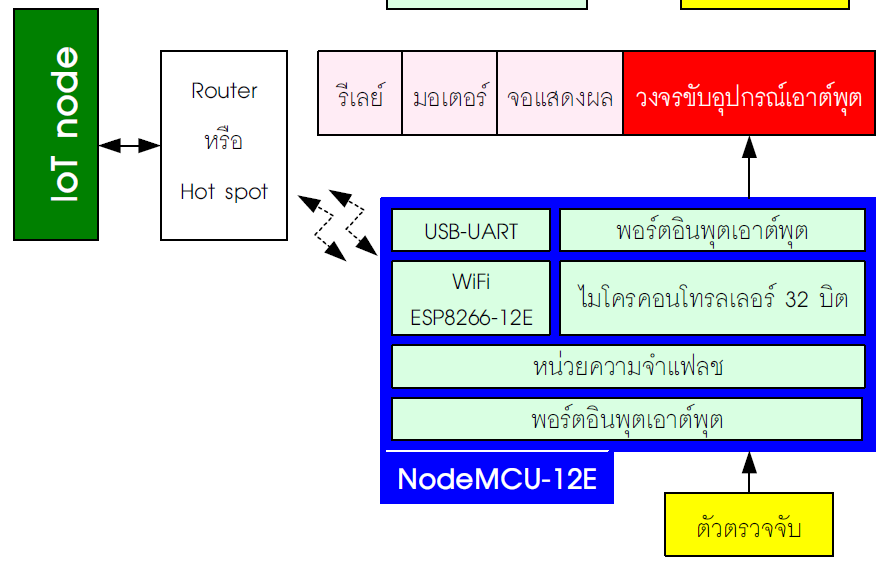 IoT node
Router
หรือ
Hot spot
รีเลย์
มอเตอร์
จอแสดงผล
วงจรขับอุปกรณ์เอาต์พุต
USB-UART
พอร์ตอินพุตเอาต์พุต
WiFi
ESP8266-12E
ไมโครคอนโทรลเลอร์ 32 บิต
หน่วยความจำแฟลช
พอร์ตอินพุตเอาต์พุต
NodeMCU-12E
ตัวตรวจจับ